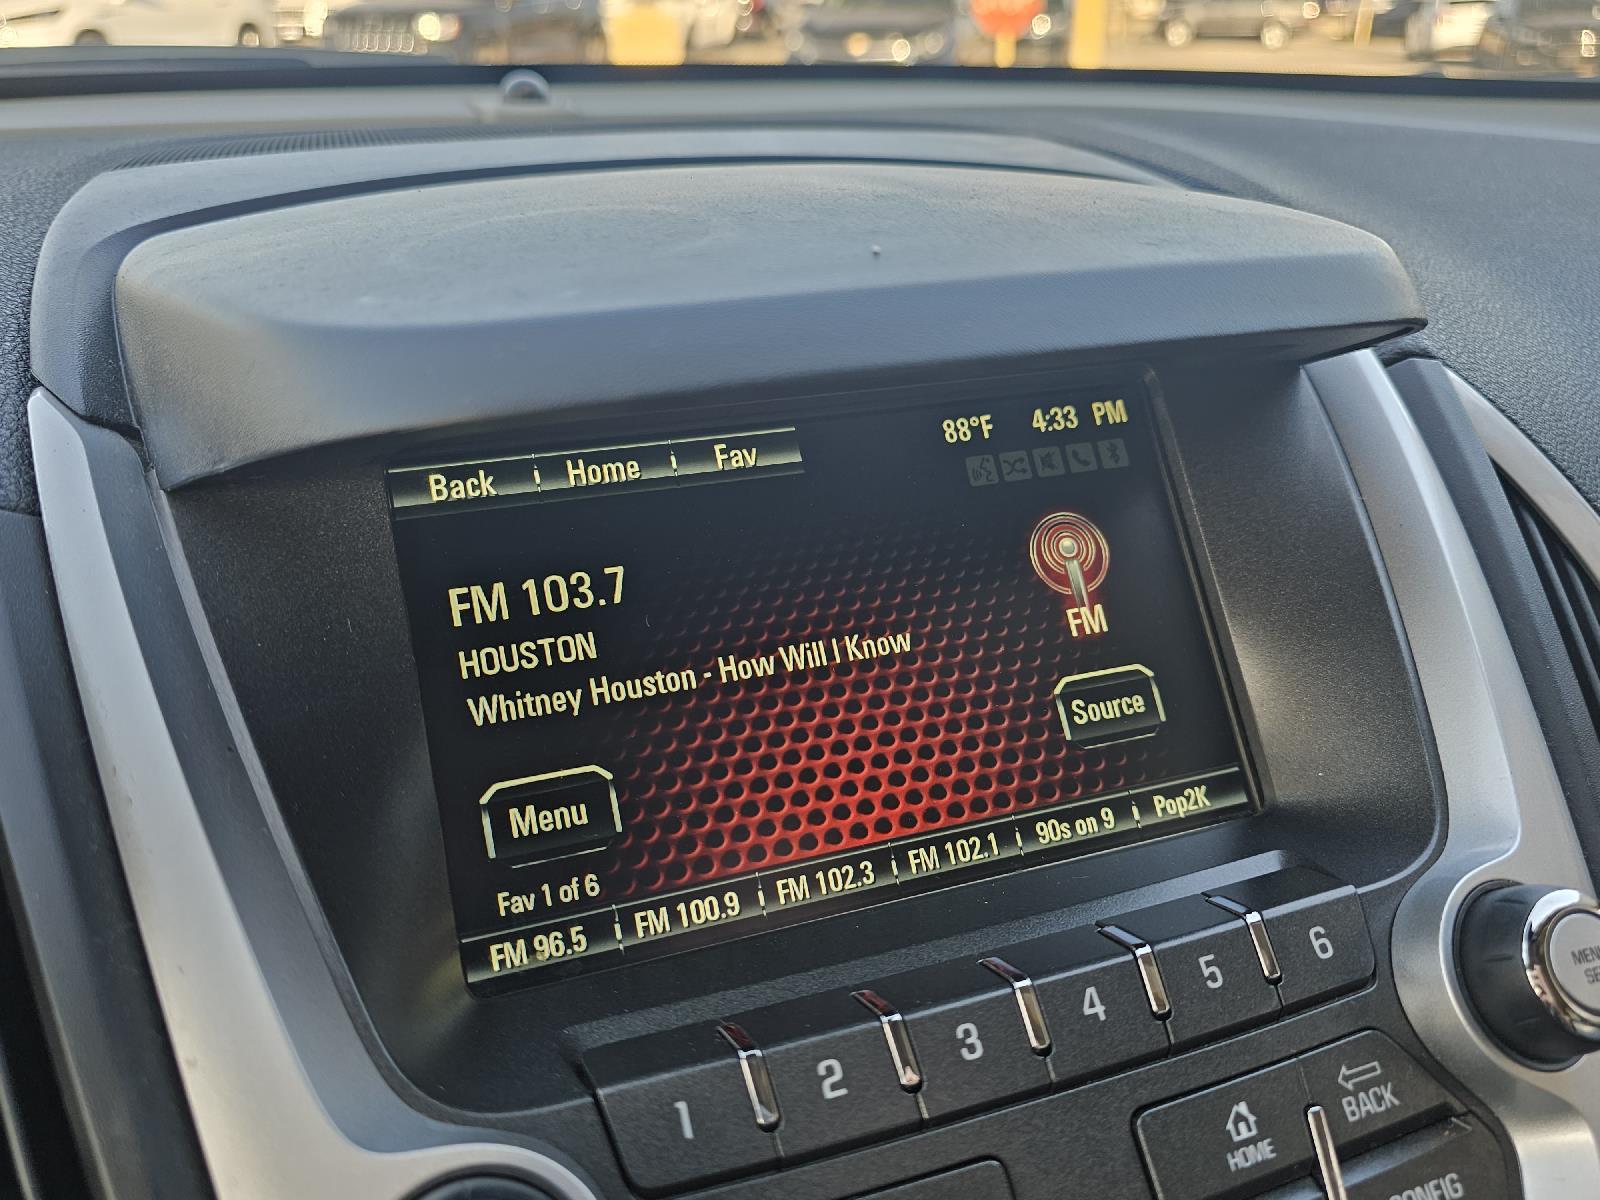 88°F 4:33 PM
Back Home Fav
FM 103.7
HOUSTON
Whitney Houston - How Will I Know
FM
Source
Menu
Fav 1 of 6
FM 96.5 FM 100.9 FM 102.3 FM 102.1 90s on 9 Pop2K
1 2 3 4 5 6
HOME
BACK